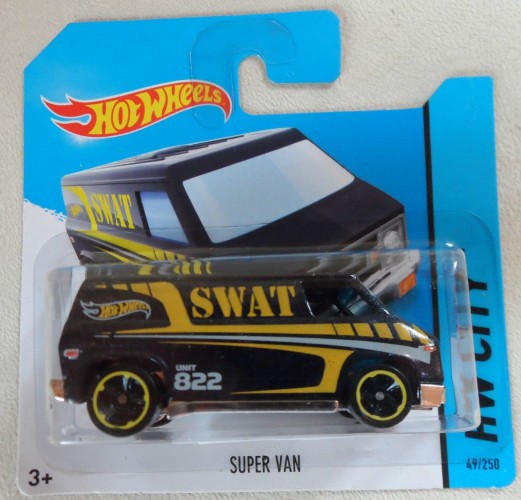 HOT WHEELS
SWAT
HOT WHEELS
SWAT
UNIT
822
HW CITY
3+
SUPER VAN
49/250